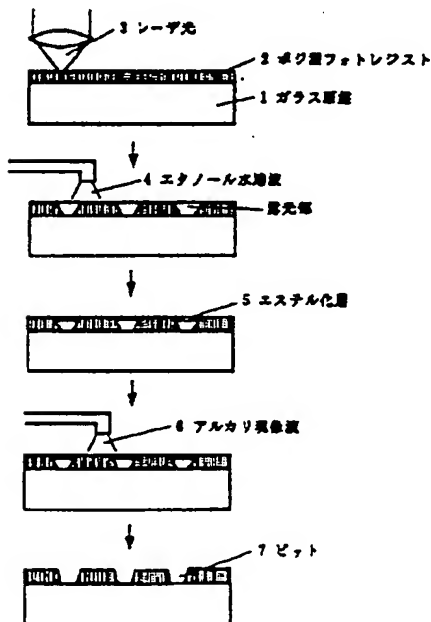 3 レーザ光
2 ポジ型フォトレジスト
1 ガラス原盤
4 エタノール水溶液
露光部
5 エステル化層
6 アルカリ現像液
7 ピット